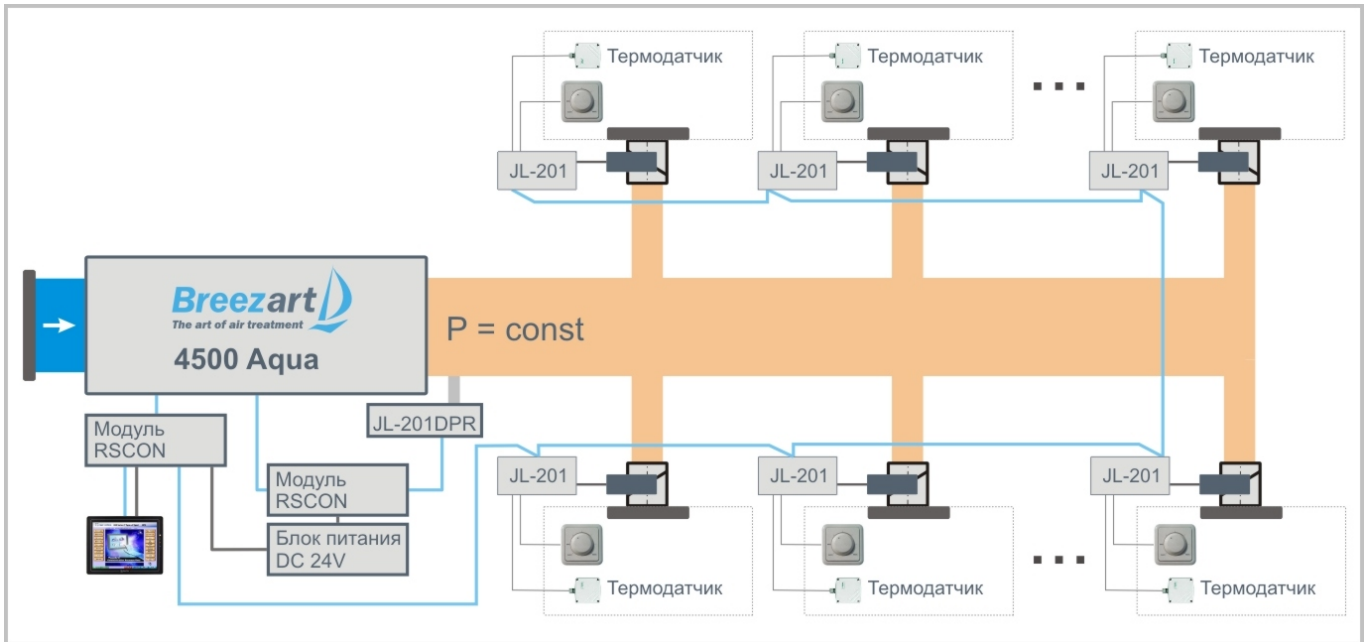 Термодатчик
Термодатчик
Термодатчик
JL-201
JL-201
JL-201
Breezart
The art of air treatment
4500 Aqua
P = const
JL-201DPR
Модуль
RSCON
Модуль
RSCON
Блок питания
DC 24V
JL-201
JL-201
JL-201
Термодатчик
Термодатчик
Термодатчик